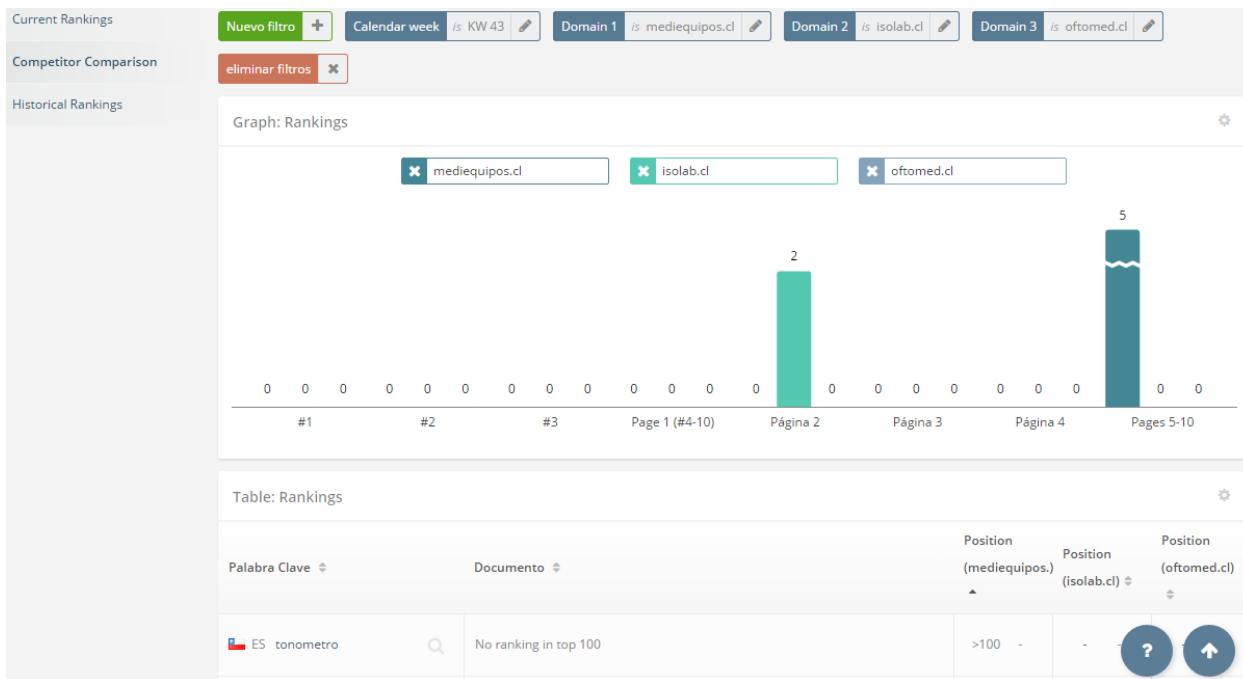 Current Rankings
Competitor Comparison
Historical Rankings
Nuevo filtro +
Calendar week is KW 43
Domain 1 is mediequipos.cl
Domain 2 is isolab.cl
Domain 3 is oftomed.cl
eliminar filtros ✖
Graph: Rankings
✖ mediequipos.cl
✖ isolab.cl
✖ oftomed.cl
5
2
0 0 0 0 0 0 0 0 0 0 0 0 0 0 0 0 0 0 0 0 0 0
#1 #2 #3 Page 1 (#4-10) Página 2 Página 3 Página 4 Pages 5-10
Table: Rankings
Palabra Clave
Documento
Position
(mediequipos.)
Position
(isolab.cl)
Position
(oftomed.cl)
ES tonometro
No ranking in top 100
>100 -
- -
?